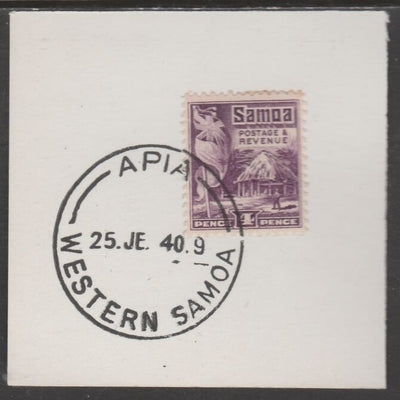 Samoa
POSTAGE &
REVENUE
PENCE 4 PENCE
APIA
25.JE. 40.9
WESTERN SAMOA